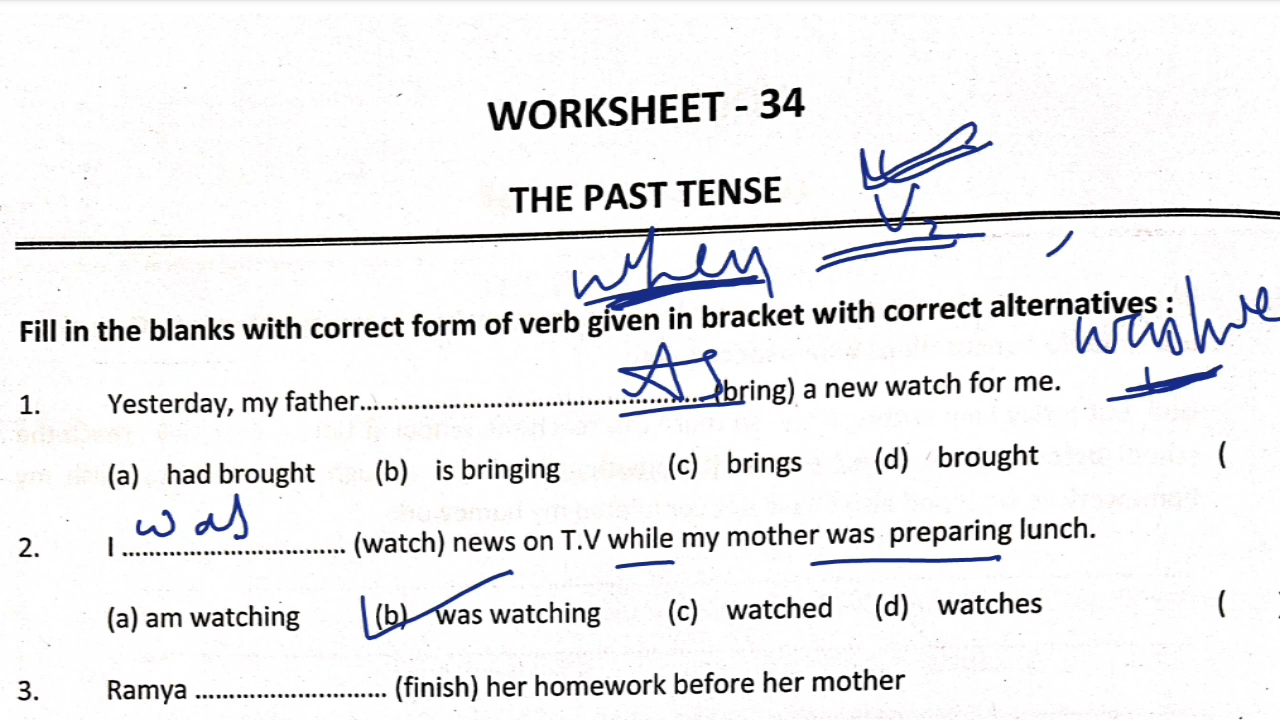 WORKSHEET - 34
THE PAST TENSE
V2
when
Fill in the blanks with correct form of verb given in bracket with correct alternatives :
As
1. Yesterday, my father....................................................(bring) a new watch for me.
(a) had brought (b) is bringing (c) brings (d) brought (
was
2. I .................................. (watch) news on T.V while my mother was preparing lunch.
(a) am watching (b) was watching (c) watched (d) watches (
3. Ramya ............................. (finish) her homework before her mother